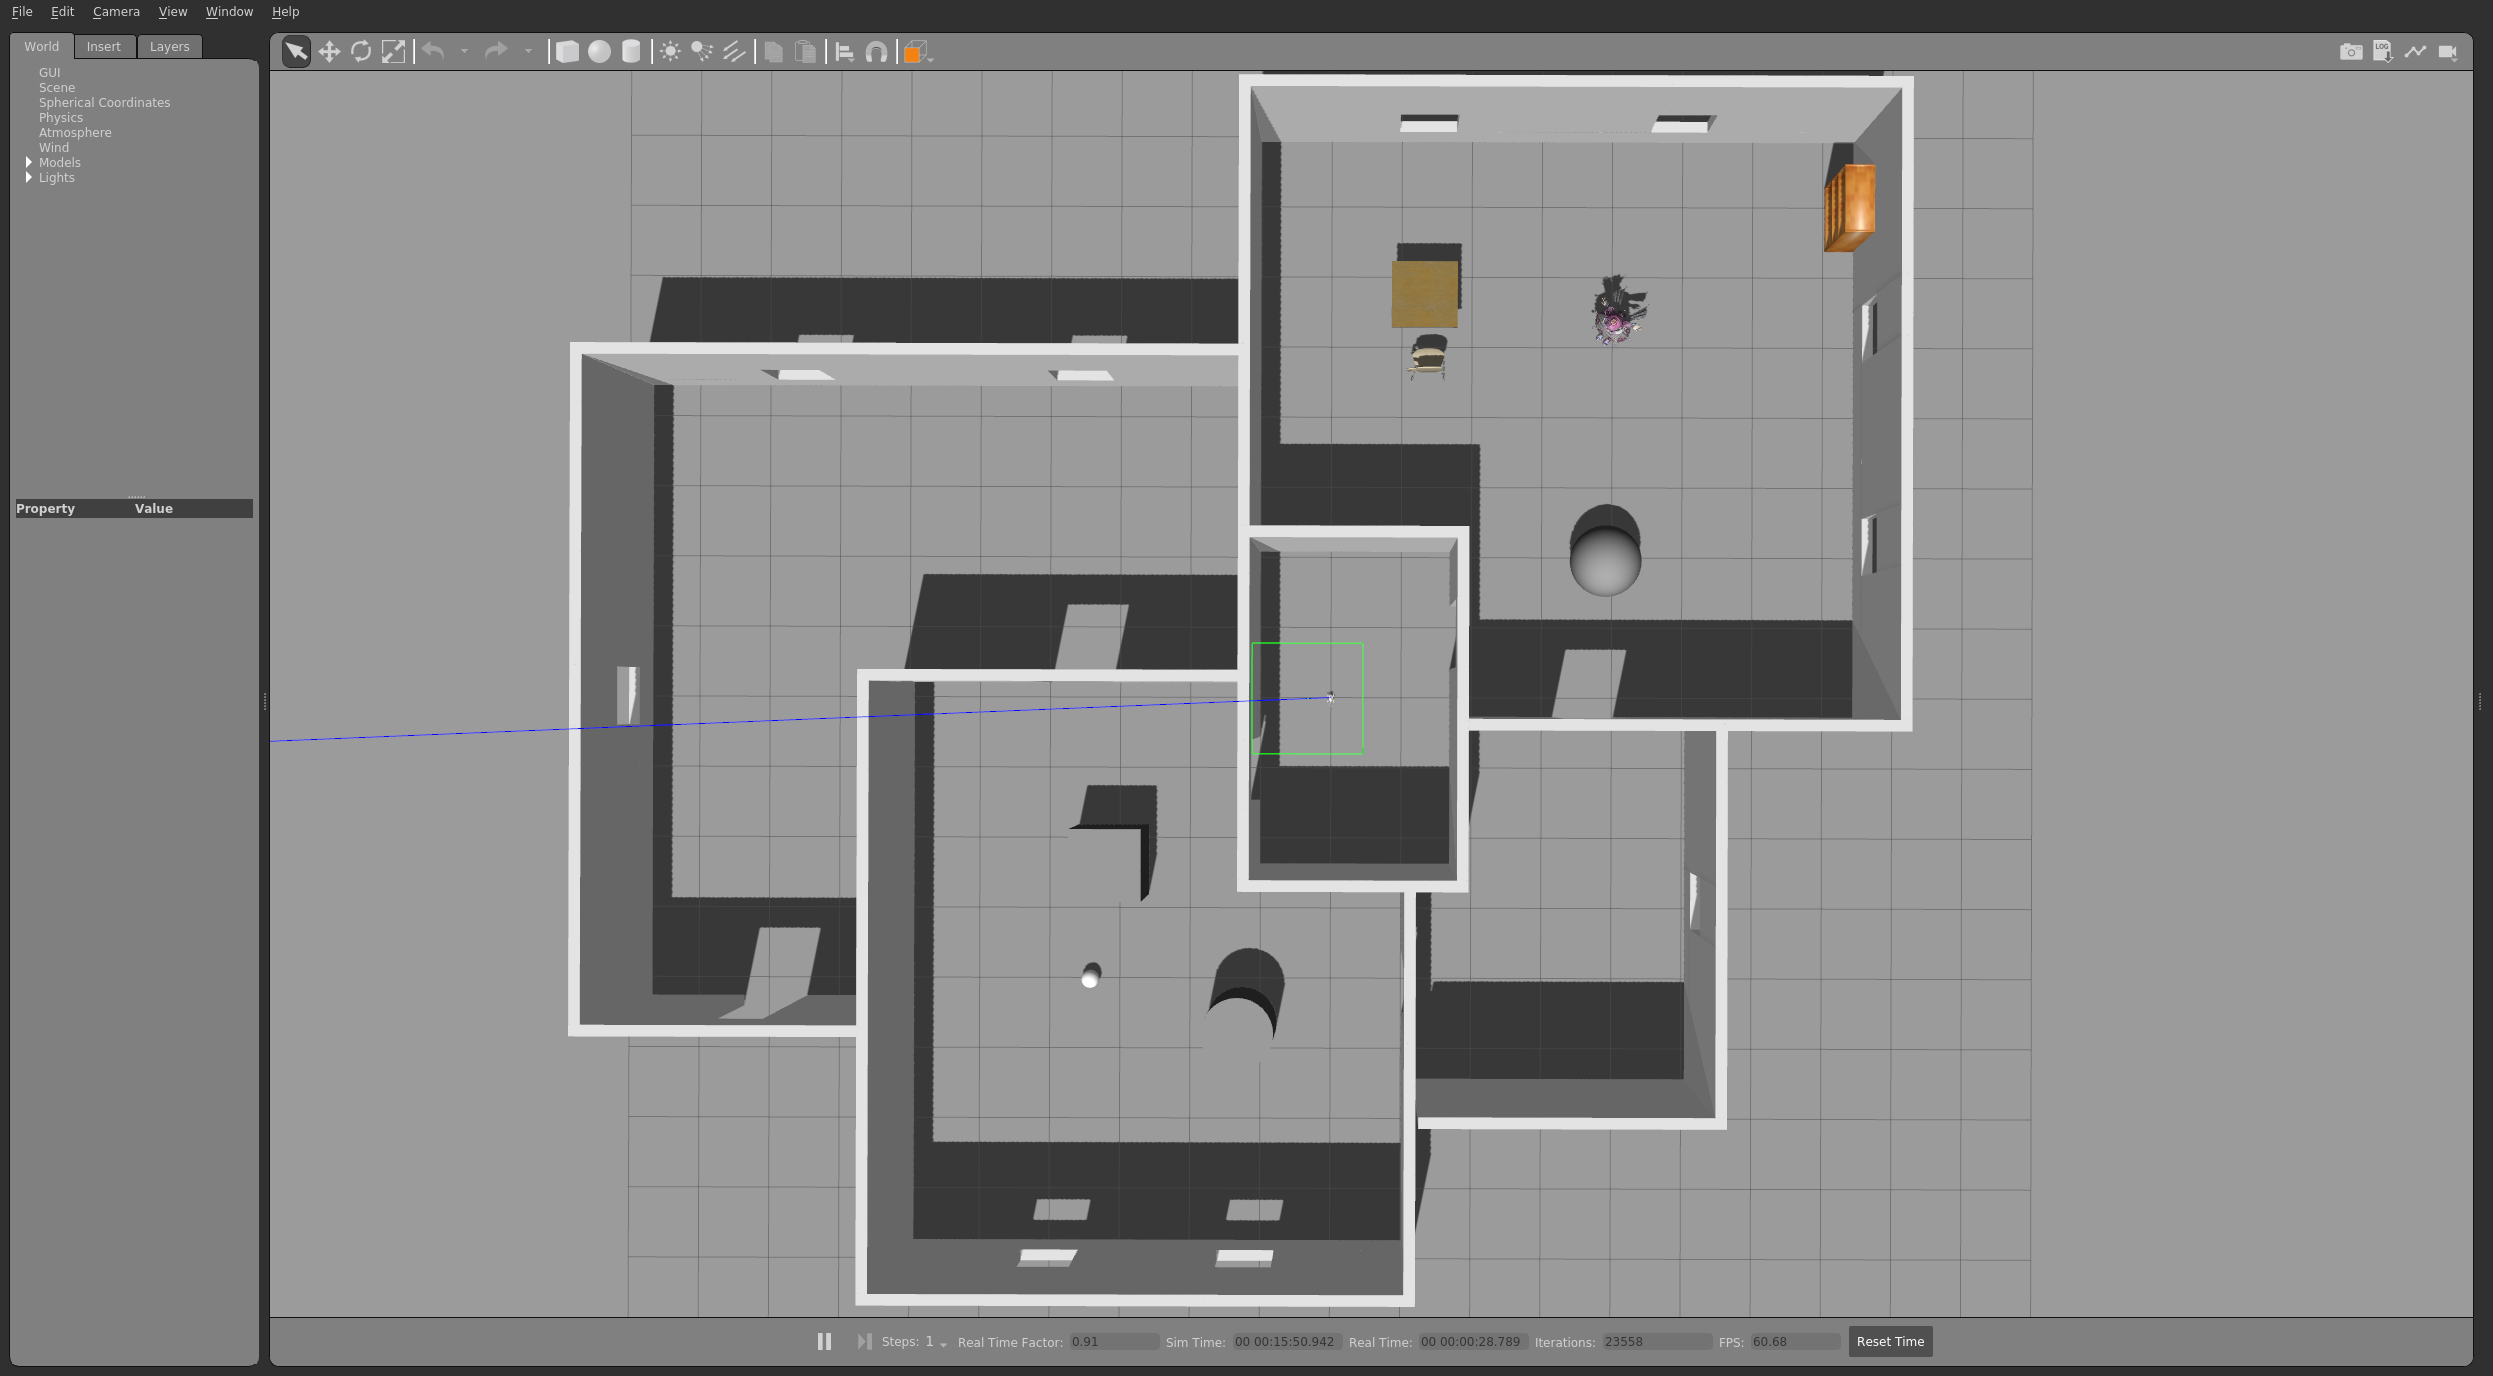 File Edit Camera View Window Help
World Insert Layers
GUI
Scene
Spherical Coordinates
Physics
Atmosphere
Wind
Models
Lights
LOG
Property Value
Steps: 1 Real Time Factor: 0.91 Sim Time: 00 00:15:50.942 Real Time: 00 00:00:28.789 Iterations: 23558 FPS: 60.68 Reset Time